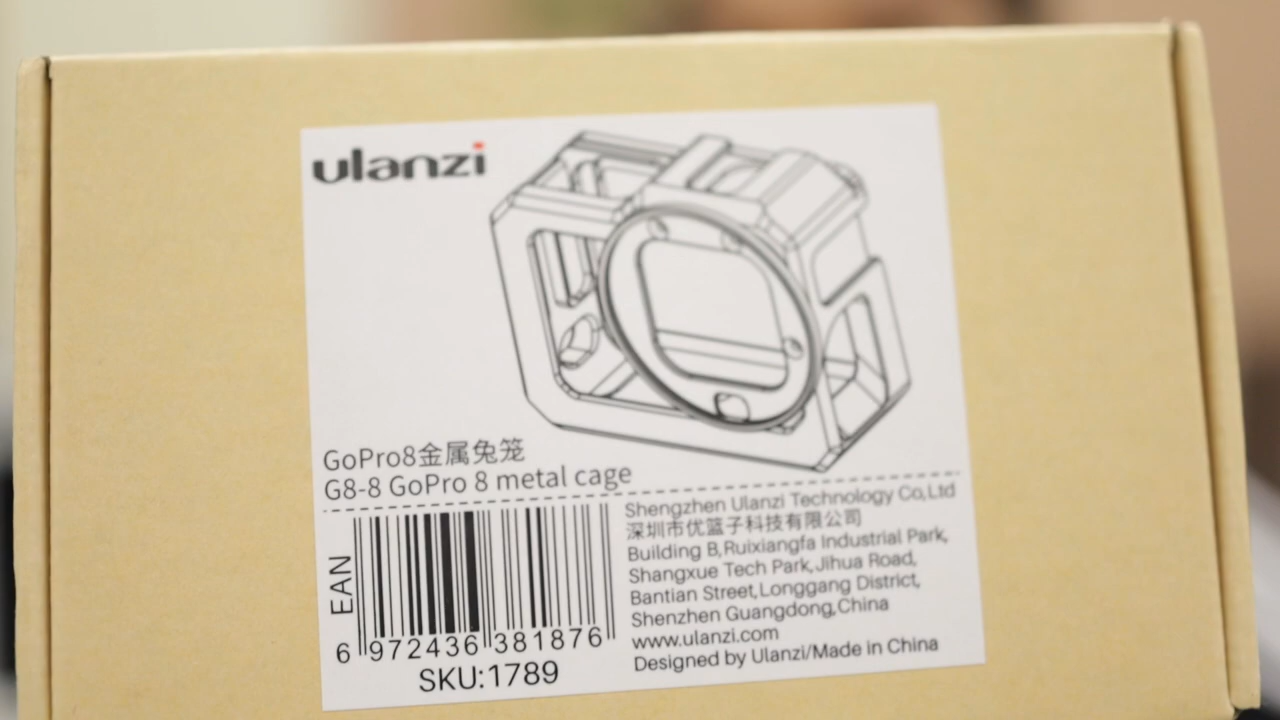 ulanzi
GoPro8金属兔笼
G8-8 GoPro 8 metal cage
EAN
6 972436 381876
SKU:1789
Shengzhen Ulanzi Technology Co,Ltd
深圳市优篮子科技有限公司
Building B,Ruixiangfa Industrial Park,
Shangxue Tech Park,Jihua Road,
Bantian Street,Longgang District,
Shenzhen Guangdong,China
www.ulanzi.com
Designed by Ulanzi/Made in China